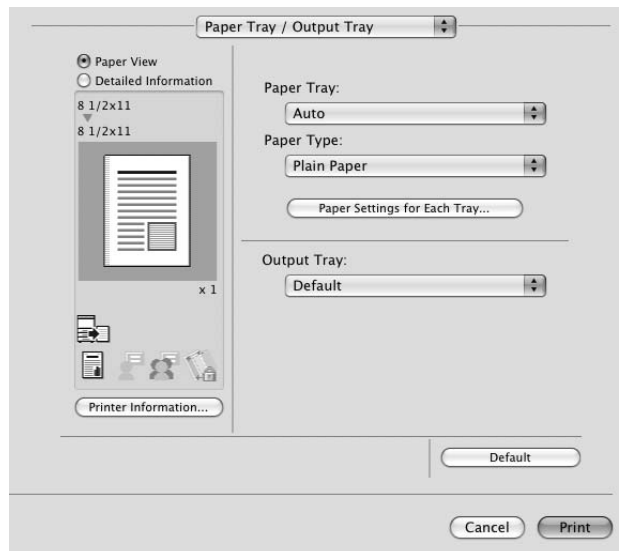 Paper Tray / Output Tray
Paper View
Detailed Information
8 1/2x11
8 1/2x11
x 1
Printer Information...
Paper Tray:
Auto
Paper Type:
Plain Paper
Paper Settings for Each Tray...
Output Tray:
Default
Default
Cancel
Print